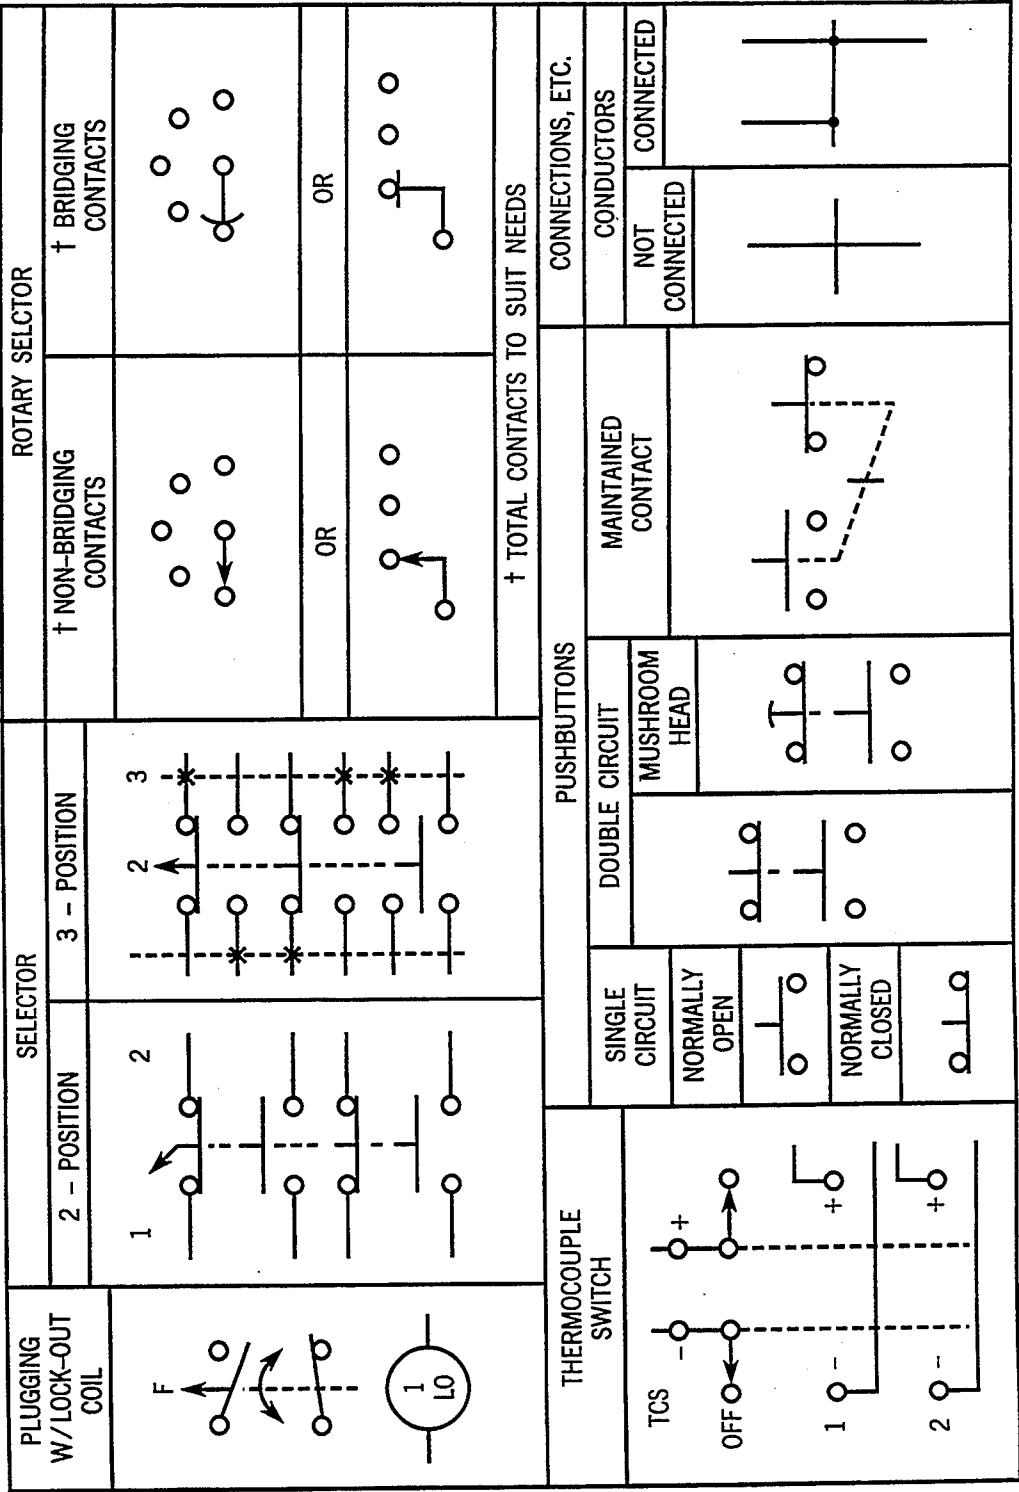 PLUGGING
W/LOCK-OUT
COIL
F
1
LO
SELECTOR
2 - POSITION
1
2
3 - POSITION
2
3
ROTARY SELCTOR
† NON-BRIDGING
CONTACTS
OR
† BRIDGING
CONTACTS
OR
† TOTAL CONTACTS TO SUIT NEEDS
THERMOCOUPLE
SWITCH
TCS
- +
OFF
1 - +
2 - +
PUSHBUTTONS
SINGLE
CIRCUIT
NORMALLY
OPEN
NORMALLY
CLOSED
DOUBLE CIRCUIT
MUSHROOM
HEAD
MAINTAINED
CONTACT
CONNECTIONS, ETC.
CONDUCTORS
NOT
CONNECTED
CONNECTED